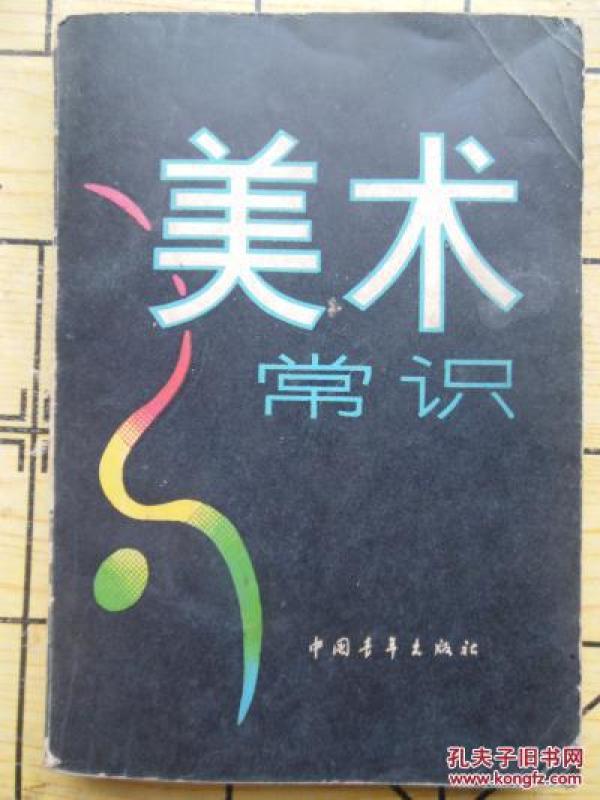 美术
常识
中国青年出版社
孔夫子旧书网
www.kongfz.com